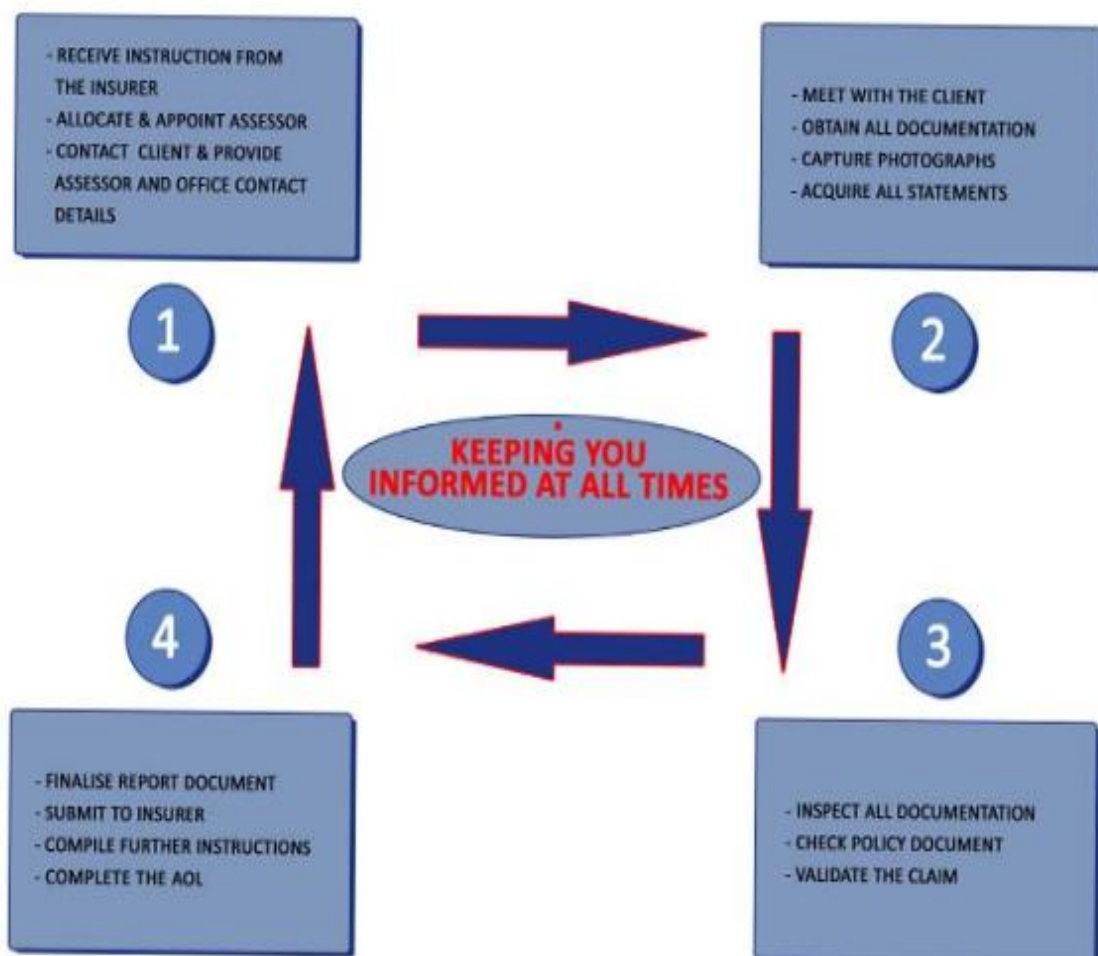 - RECEIVE INSTRUCTION FROM
THE INSURER
- ALLOCATE & APPOINT ASSESSOR
- CONTACT CLIENT & PROVIDE
ASSESSOR AND OFFICE CONTACT
DETAILS
1
- MEET WITH THE CLIENT
- OBTAIN ALL DOCUMENTATION
- CAPTURE PHOTOGRAPHS
- ACQUIRE ALL STATEMENTS
2
KEEPING YOU
INFORMED AT ALL TIMES
3
- INSPECT ALL DOCUMENTATION
- CHECK POLICY DOCUMENT
- VALIDATE THE CLAIM
4
- FINALISE REPORT DOCUMENT
- SUBMIT TO INSURER
- COMPILE FURTHER INSTRUCTIONS
- COMPLETE THE AOL